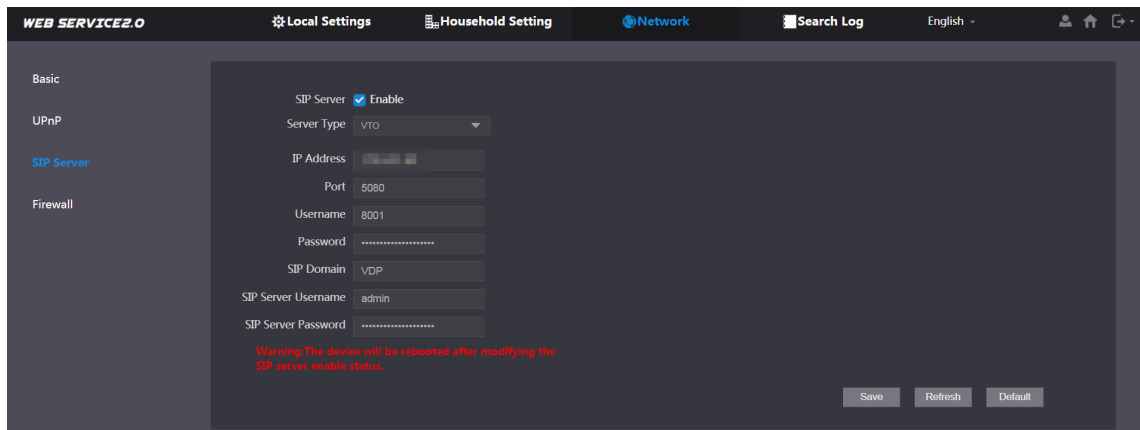 WEB SERVICE2.0
Local Settings
Household Setting
Network
Search Log
English
Basic
UPnP
SIP Server
Firewall
SIP Server Enable
Server Type VTO
IP Address
Port 5080
Username 8001
Password ••••••••••••••••••••
SIP Domain VDP
SIP Server Username admin
SIP Server Password ••••••••••••••••••••
Warning:The device will be rebooted after modifying the
SIP server enable status.
Save Refresh Default